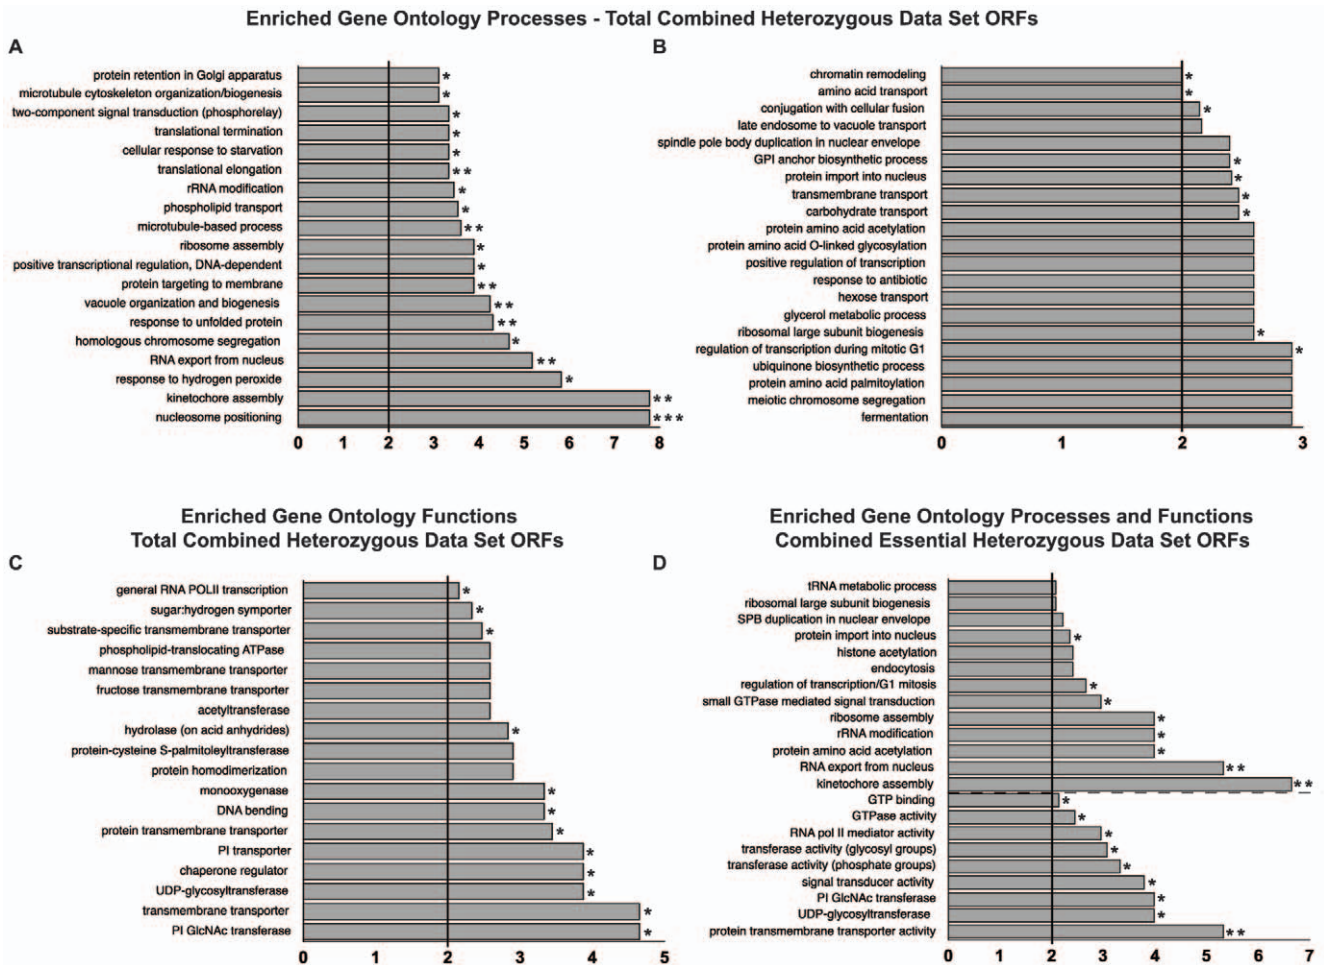 Enriched Gene Ontology Processes - Total Combined Heterozygous Data Set ORFs
A
protein retention in Golgi apparatus *
microtubule cytoskeleton organization/biogenesis *
two-component signal transduction (phosphorelay) *
translational termination *
cellular response to starvation *
translational elongation **
rRNA modification *
phospholipid transport *
microtubule-based process **
ribosome assembly *
positive transcriptional regulation, DNA-dependent *
protein targeting to membrane **
vacuole organization and biogenesis **
response to unfolded protein **
homologous chromosome segregation *
RNA export from nucleus **
response to hydrogen peroxide *
kinetochore assembly **
nucleosome positioning ***
0 1 2 3 4 5 6 7 8
B
chromatin remodeling *
amino acid transport *
conjugation with cellular fusion *
late endosome to vacuole transport
spindle pole body duplication in nuclear envelope
GPI anchor biosynthetic process *
protein import into nucleus *
transmembrane transport *
carbohydrate transport *
protein amino acid acetylation
protein amino acid O-linked glycosylation
positive regulation of transcription
response to antibiotic
hexose transport
glycerol metabolic process
ribosomal large subunit biogenesis *
regulation of transcription during mitotic G1 *
ubiquinone biosynthetic process
protein amino acid palmitoylation
meiotic chromosome segregation
fermentation
0 1 2 3
Enriched Gene Ontology Functions
Total Combined Heterozygous Data Set ORFs
C
general RNA POLII transcription *
sugar:hydrogen symporter *
substrate-specific transmembrane transporter *
phospholipid-translocating ATPase
mannose transmembrane transporter
fructose transmembrane transporter
acetyltransferase
hydrolase (on acid anhydrides) *
protein-cysteine S-palmitoleyltransferase
protein homodimerization
monooxygenase *
DNA bending *
protein transmembrane transporter *
PI transporter *
chaperone regulator *
UDP-glycosyltransferase *
transmembrane transporter *
PI GlcNAc transferase *
0 1 2 3 4 5
Enriched Gene Ontology Processes and Functions
Combined Essential Heterozygous Data Set ORFs
D
tRNA metabolic process
ribosomal large subunit biogenesis
SPB duplication in nuclear envelope
protein import into nucleus *
histone acetylation
endocytosis
regulation of transcription/G1 mitosis *
small GTPase mediated signal transduction *
ribosome assembly *
rRNA modification *
protein amino acid acetylation *
RNA export from nucleus **
kinetochore assembly **
GTP binding *
GTPase activity *
RNA pol II mediator activity *
transferase activity (glycosyl groups) *
transferase activity (phosphate groups) *
signal transducer activity *
PI GlcNAc transferase *
UDP-glycosyltransferase *
protein transmembrane transporter activity **
0 1 2 3 4 5 6 7